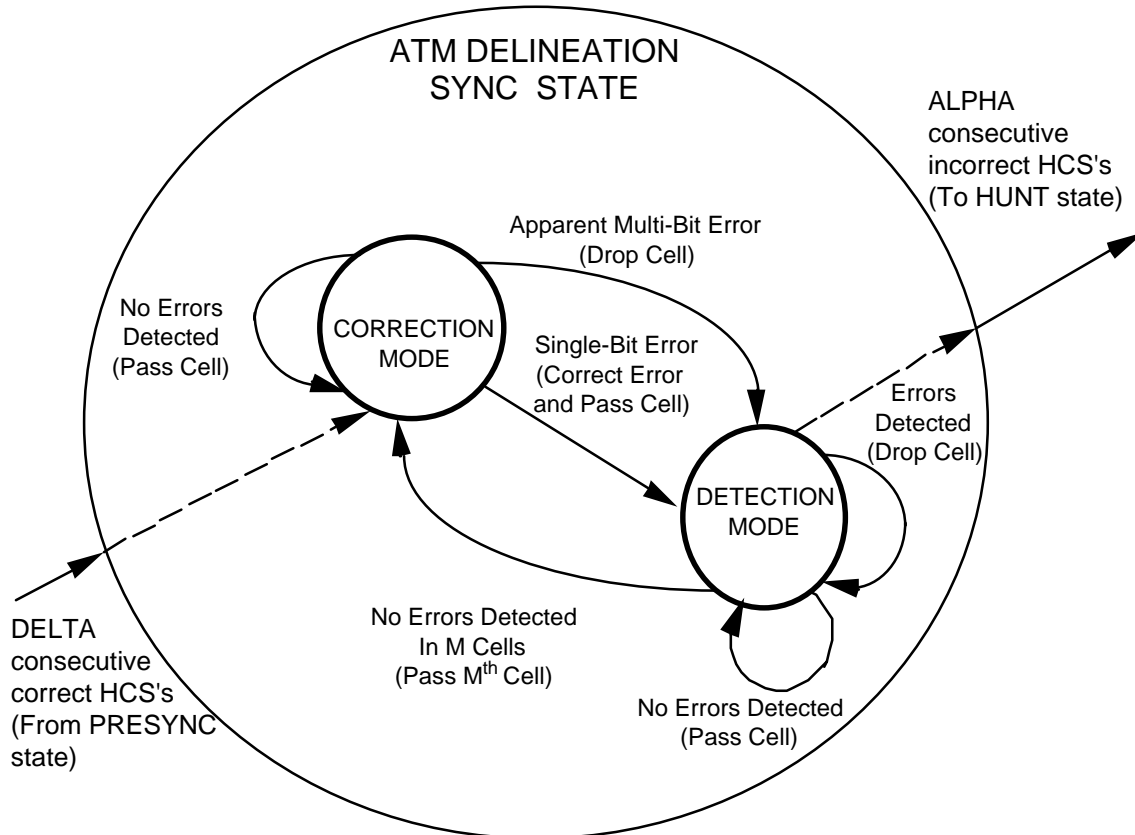 ATM DELINEATION
SYNC STATE
ALPHA
consecutive
incorrect HCS's
(To HUNT state)
Apparent Multi-Bit Error
(Drop Cell)
No Errors
Detected
(Pass Cell)
CORRECTION
MODE
Single-Bit Error
(Correct Error
and Pass Cell)
Errors
Detected
(Drop Cell)
DETECTION
MODE
No Errors Detected
In M Cells
(Pass Mth Cell)
DELTA
consecutive
correct HCS's
(From PRESYNC
state)
No Errors Detected
(Pass Cell)